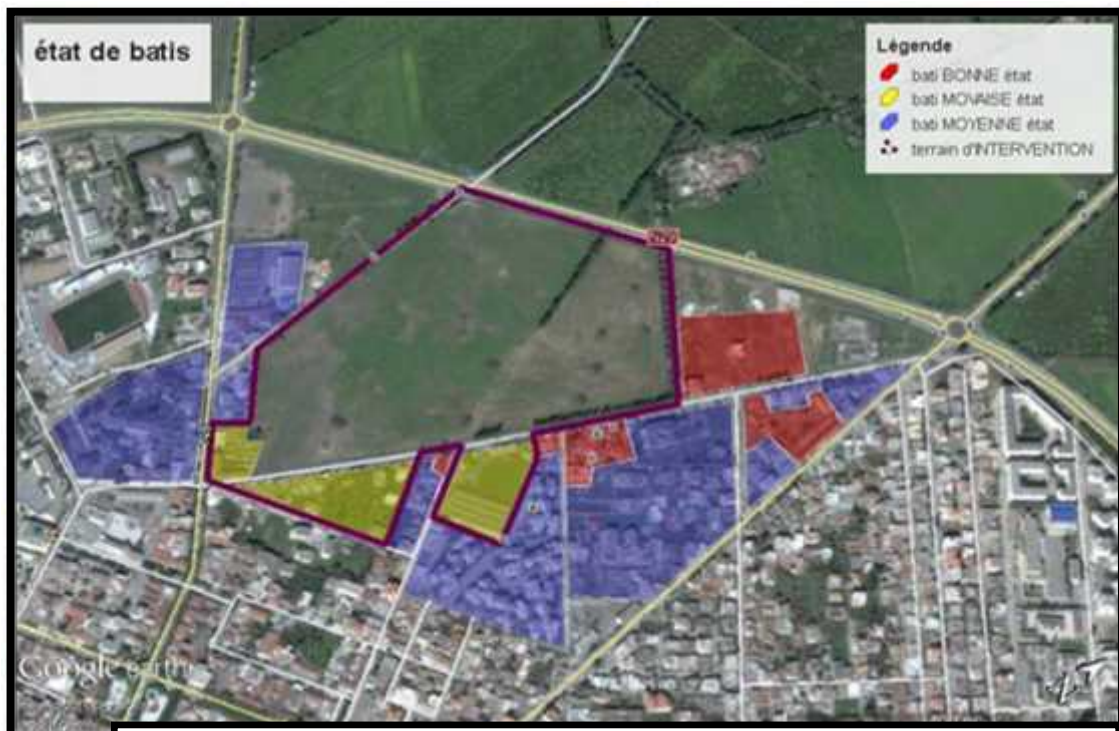 état de batis
Légende
bati BONNE état
bati MOVAISE état
bati MOYENNE état
terrain d'INTERVENTION
Google earth